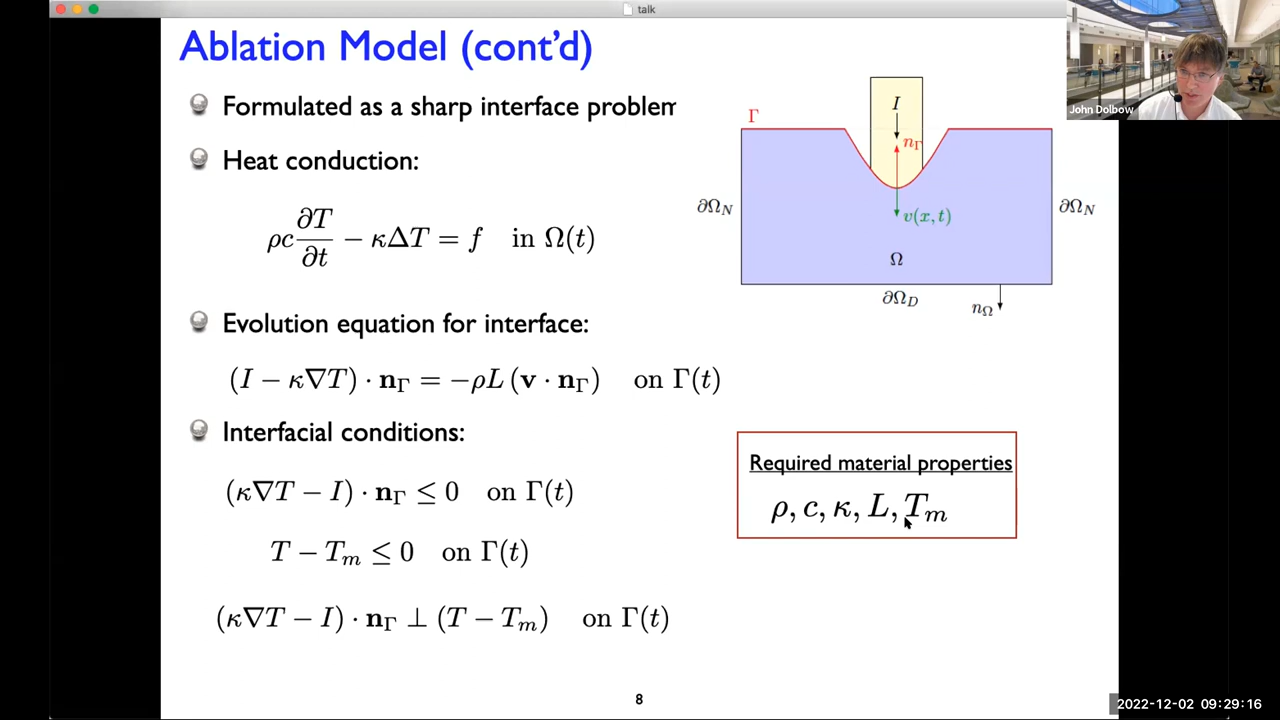 talk
Ablation Model (cont'd)
Formulated as a sharp interface problem
Heat conduction:
ρc ∂T/∂t − κΔT = f in Ω(t)
Evolution equation for interface:
(I − κ∇T) · n_Γ = −ρL (v · n_Γ) on Γ(t)
Interfacial conditions:
(κ∇T − I) · n_Γ ≤ 0 on Γ(t)
T − T_m ≤ 0 on Γ(t)
(κ∇T − I) · n_Γ ⊥ (T − T_m) on Γ(t)
I
Γ
n_Γ
∂Ω_N
v(x, t)
∂Ω_N
Ω
∂Ω_D
n_Ω
Required material properties
ρ, c, κ, L, T_m
John Dolbow
8
2022-12-02 09:29:16